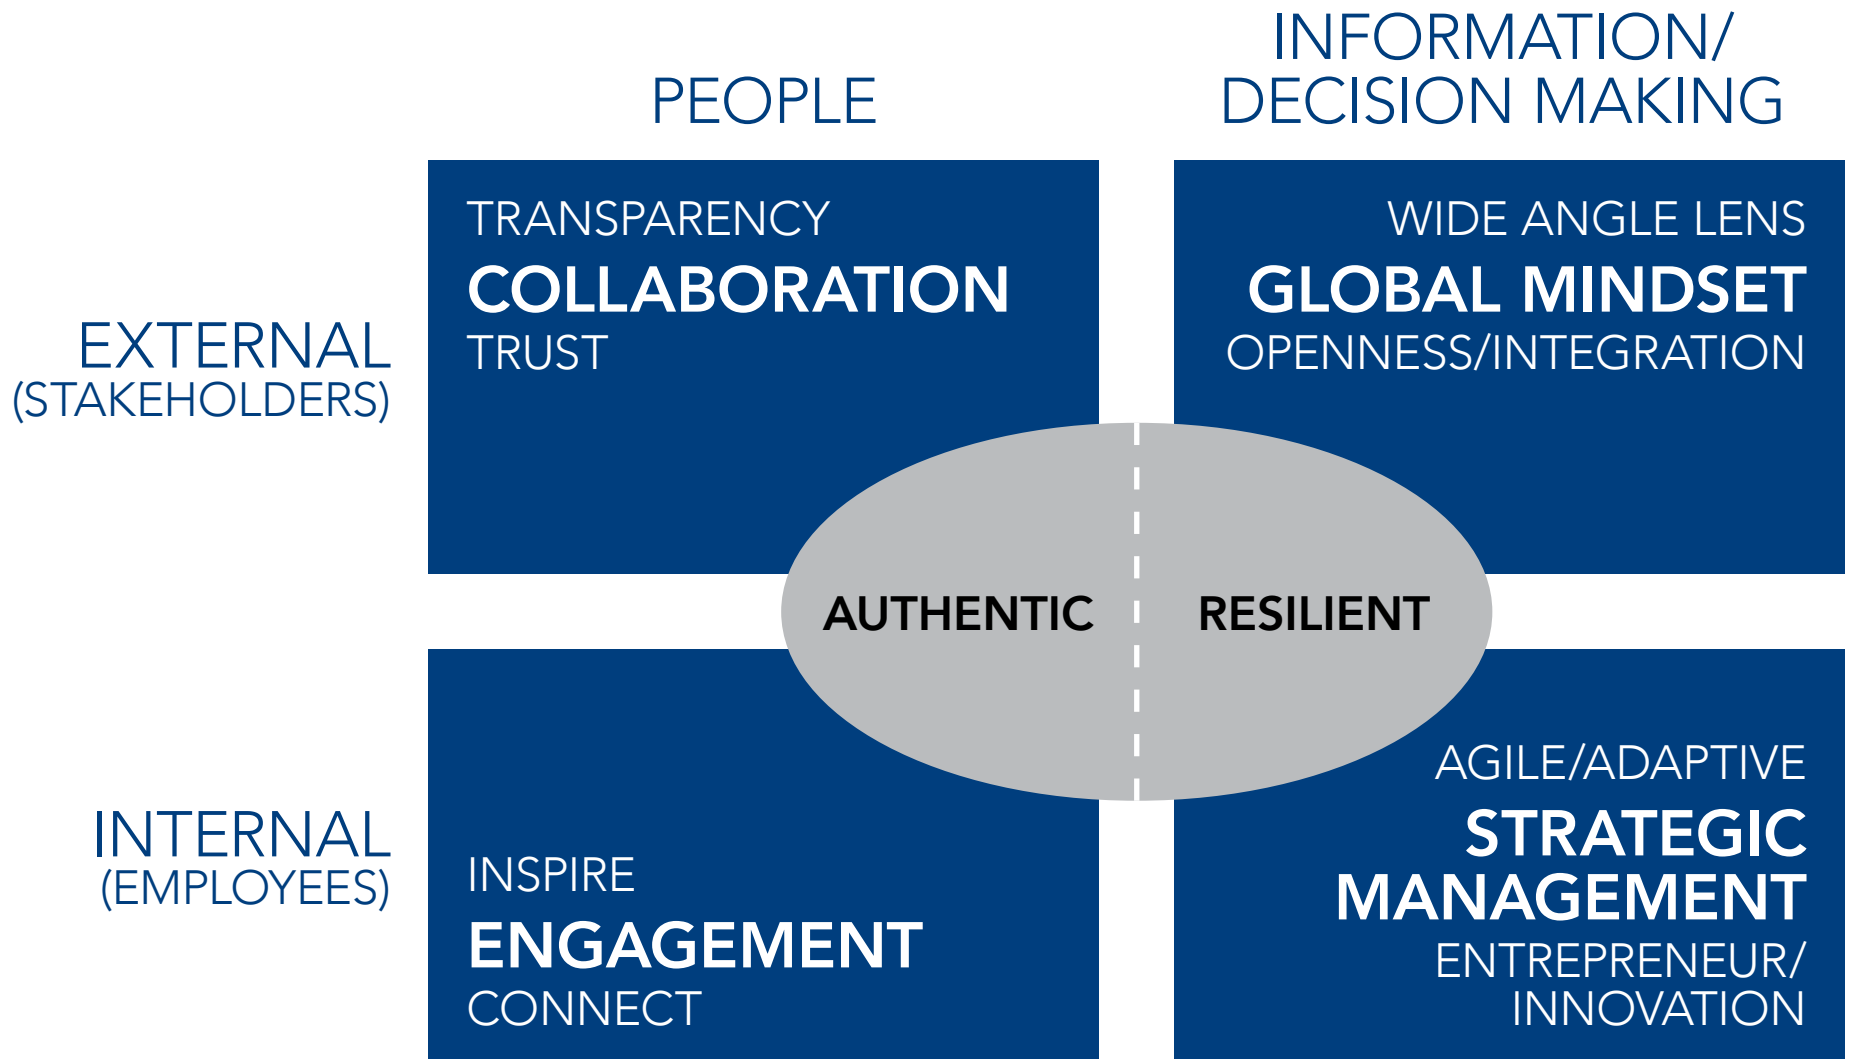 PEOPLE
INFORMATION/
DECISION MAKING
EXTERNAL
(STAKEHOLDERS)
TRANSPARENCY
COLLABORATION
TRUST
WIDE ANGLE LENS
GLOBAL MINDSET
OPENNESS/INTEGRATION
AUTHENTIC
RESILIENT
INTERNAL
(EMPLOYEES)
INSPIRE
ENGAGEMENT
CONNECT
AGILE/ADAPTIVE
STRATEGIC
MANAGEMENT
ENTREPRENEUR/
INNOVATION